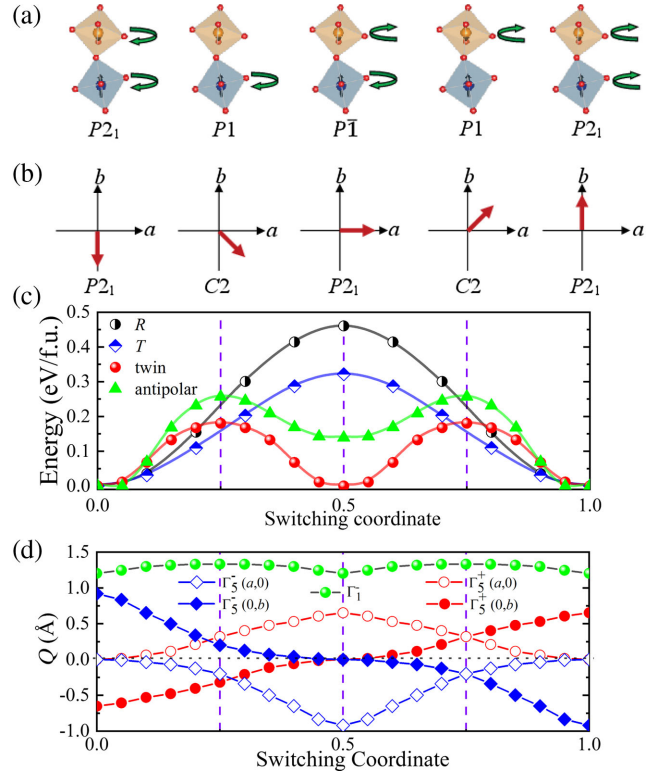 (a)
P2₁ P1 P1̅ P1 P2₁
(b)
b b b b b
a a a a a
P2₁ C2 P2₁ C2 P2₁
(c)
0.5
0.4
0.3
0.2
0.1
0.0
Energy (eV/f.u.)
R
T
twin
antipolar
0.0 0.5 1.0
Switching coordinate
(d)
1.5
1.0
0.5
0
-0.5
-1.0
Q (Å)
Γ₅⁻ (a,0) Γ₁ Γ₅⁺ (a,0)
Γ₅⁻ (0,b) Γ₅⁺ (0,b)
0.0 0.5 1.0
Switching Coordinate